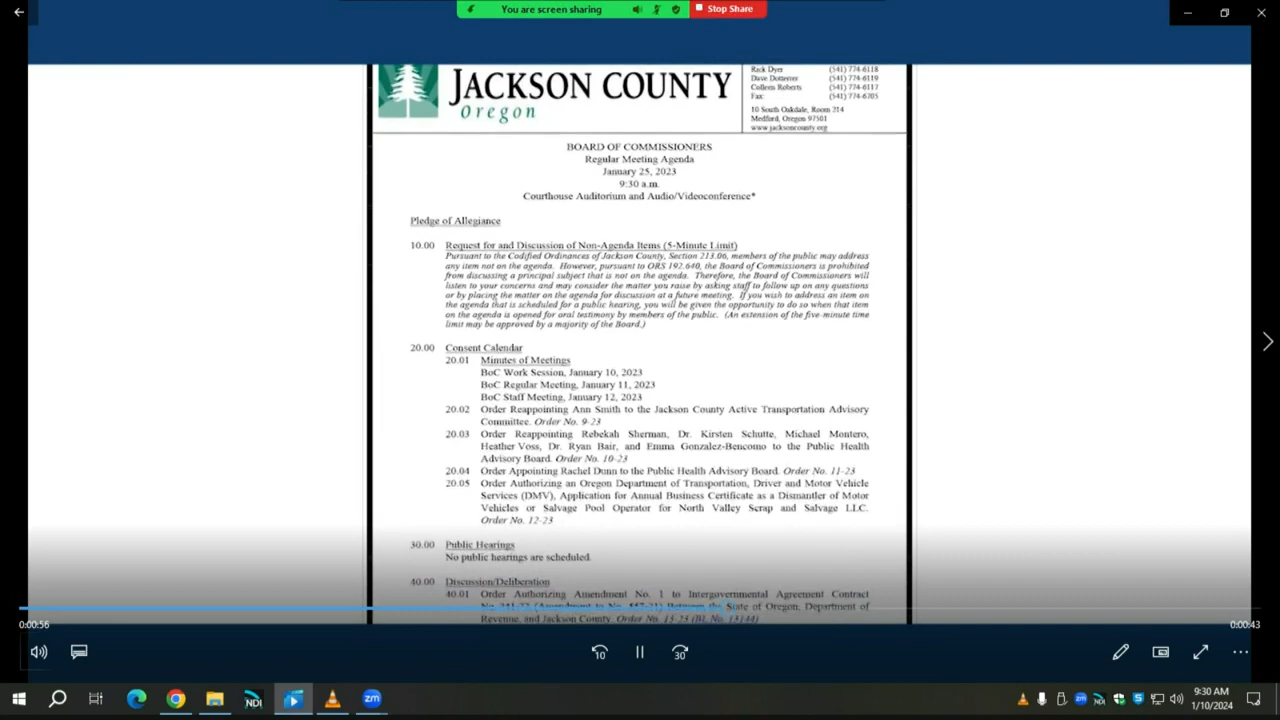 You are screen sharing
Stop Share
JACKSON COUNTY
Oregon
Rick Dyer (541) 774-6118
Dave Dotterrer (541) 774-6119
Colleen Roberts (541) 774-6117
Fax: (541) 774-6705
10 South Oakdale, Room 214
Medford, Oregon 97501
www.jacksoncounty.org
BOARD OF COMMISSIONERS
Regular Meeting Agenda
January 25, 2023
9:30 a.m.
Courthouse Auditorium and Audio/Videoconference*
Pledge of Allegiance
10.00 Request for and Discussion of Non-Agenda Items (5-Minute Limit)
Pursuant to the Codified Ordinances of Jackson County, Section 213.06, members of the public may address
any item not on the agenda. However, pursuant to ORS 192.640, the Board of Commissioners is prohibited
from discussing a principal subject that is not on the agenda. Therefore, the Board of Commissioners will
listen to your concerns and may consider the matter you raise by asking staff to follow up on any questions
or by placing the matter on the agenda for discussion at a future meeting. If you wish to address an item on
the agenda that is scheduled for a public hearing, you will be given the opportunity to do so when that item
on the agenda is opened for oral testimony by members of the public. (An extension of the five-minute time
limit may be approved by a majority of the Board.)
20.00 Consent Calendar
20.01 Minutes of Meetings
BoC Work Session, January 10, 2023
BoC Regular Meeting, January 11, 2023
BoC Staff Meeting, January 12, 2023
20.02 Order Reappointing Ann Smith to the Jackson County Active Transportation Advisory
Committee. Order No. 9-23
20.03 Order Reappointing Rebekah Sherman, Dr. Kirsten Schutte, Michael Montero,
Heather Voss, Dr. Ryan Bair, and Emma Gonzalez-Bencomo to the Public Health
Advisory Board. Order No. 10-23
20.04 Order Appointing Rachel Dunn to the Public Health Advisory Board. Order No. 11-23
20.05 Order Authorizing an Oregon Department of Transportation, Driver and Motor Vehicle
Services (DMV), Application for Annual Business Certificate as a Dismantler of Motor
Vehicles or Salvage Pool Operator for North Valley Scrap and Salvage LLC.
Order No. 12-23
30.00 Public Hearings
No public hearings are scheduled.
40.00 Discussion/Deliberation
40.01 Order Authorizing Amendment No. 1 to Intergovernmental Agreement Contract
(Amendment to No. Between the State of Oregon, Department of
Revenue, and Jackson County. Order No. 13-23
0:00:56
0:00:43
10
30
NDI
zm
9:30 AM
1/10/2024